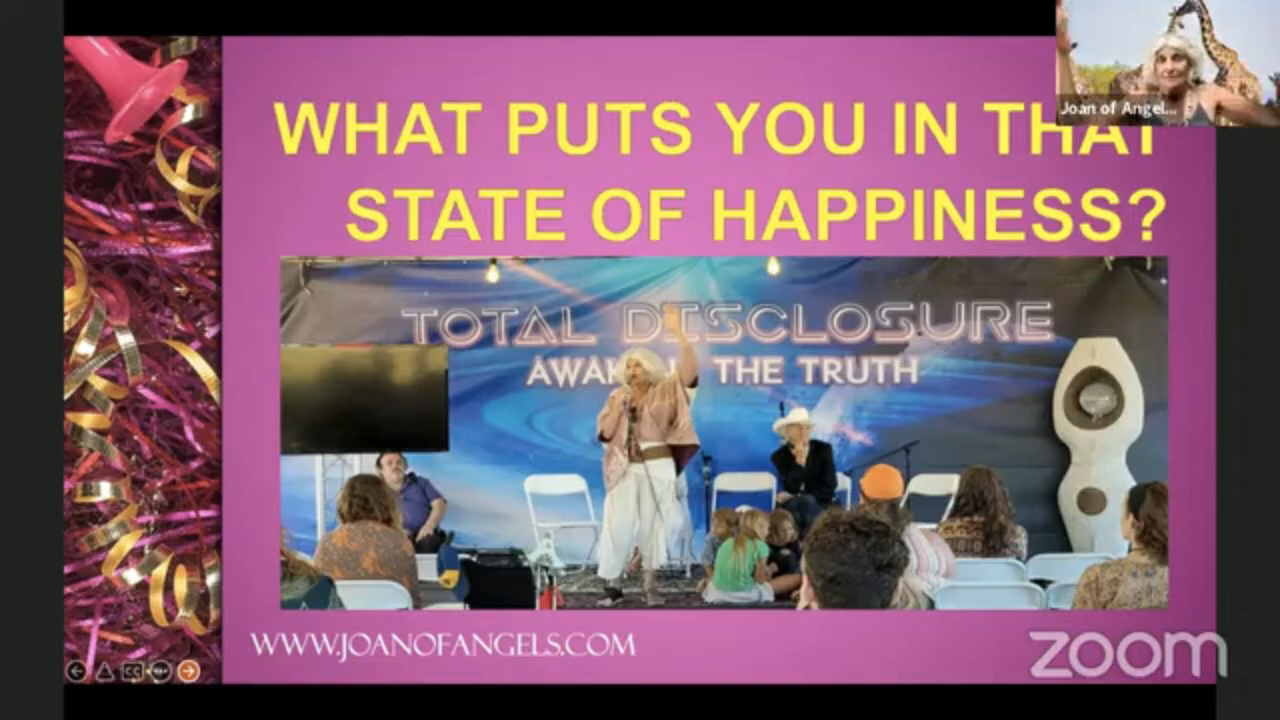 WHAT PUTS YOU IN THAT
STATE OF HAPPINESS?
Joan of Angel...
TOTAL DISCLOSURE
THE TRUTH
WWW.JOANOFANGELS.COM
CC
zoom